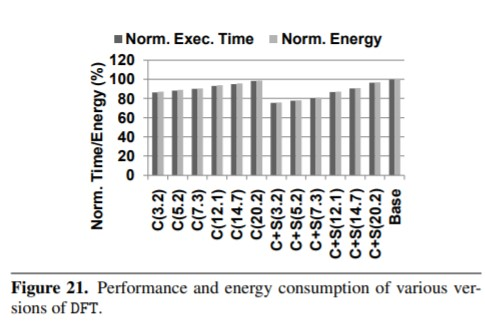 Norm. Exec. Time Norm. Energy
Norm. Time/Energy (%)
120
100
80
60
40
20
0
C(3.2)
C(5.2)
C(7.3)
C(12.1)
C(14.7)
C(20.2)
C+S(3.2)
C+S(5.2)
C+S(7.3)
C+S(12.1)
C+S(14.7)
C+S(20.2)
Base
Figure 21. Performance and energy consumption of various ver-
sions of DFT.